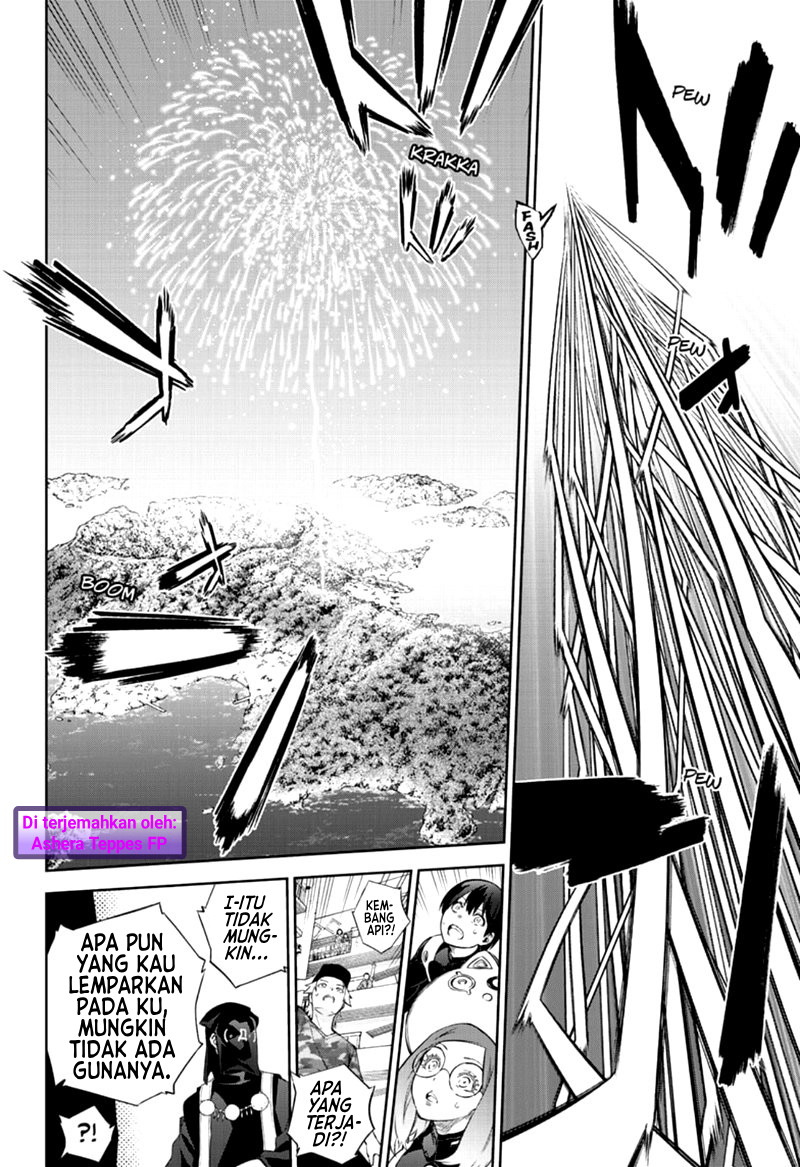 PEW
FASH
PEW
PEW
KRAKKA
BOOM
Di terjemahkan oleh:
Ashera Teppes FP
KEM-
BANG
API?!
APA
YANG
TERJA-
DI?!
I-ITU
TIDAK
MUNG-
KIN...
APA PUN
YANG KAU
LEMPARKAN
PADA KU,
MUNGKIN
TIDAK ADA
GUNANYA.
?!